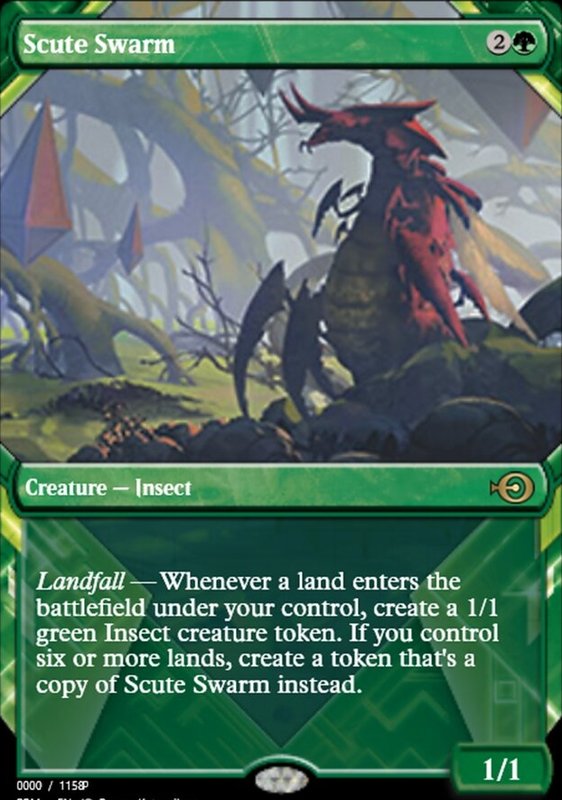 Scute Swarm
2
Creature — Insect
Landfall — Whenever a land enters the
battlefield under your control, create a 1/1
green Insect creature token. If you control
six or more lands, create a token that's a
copy of Scute Swarm instead.
1/1
0000 / 1158P